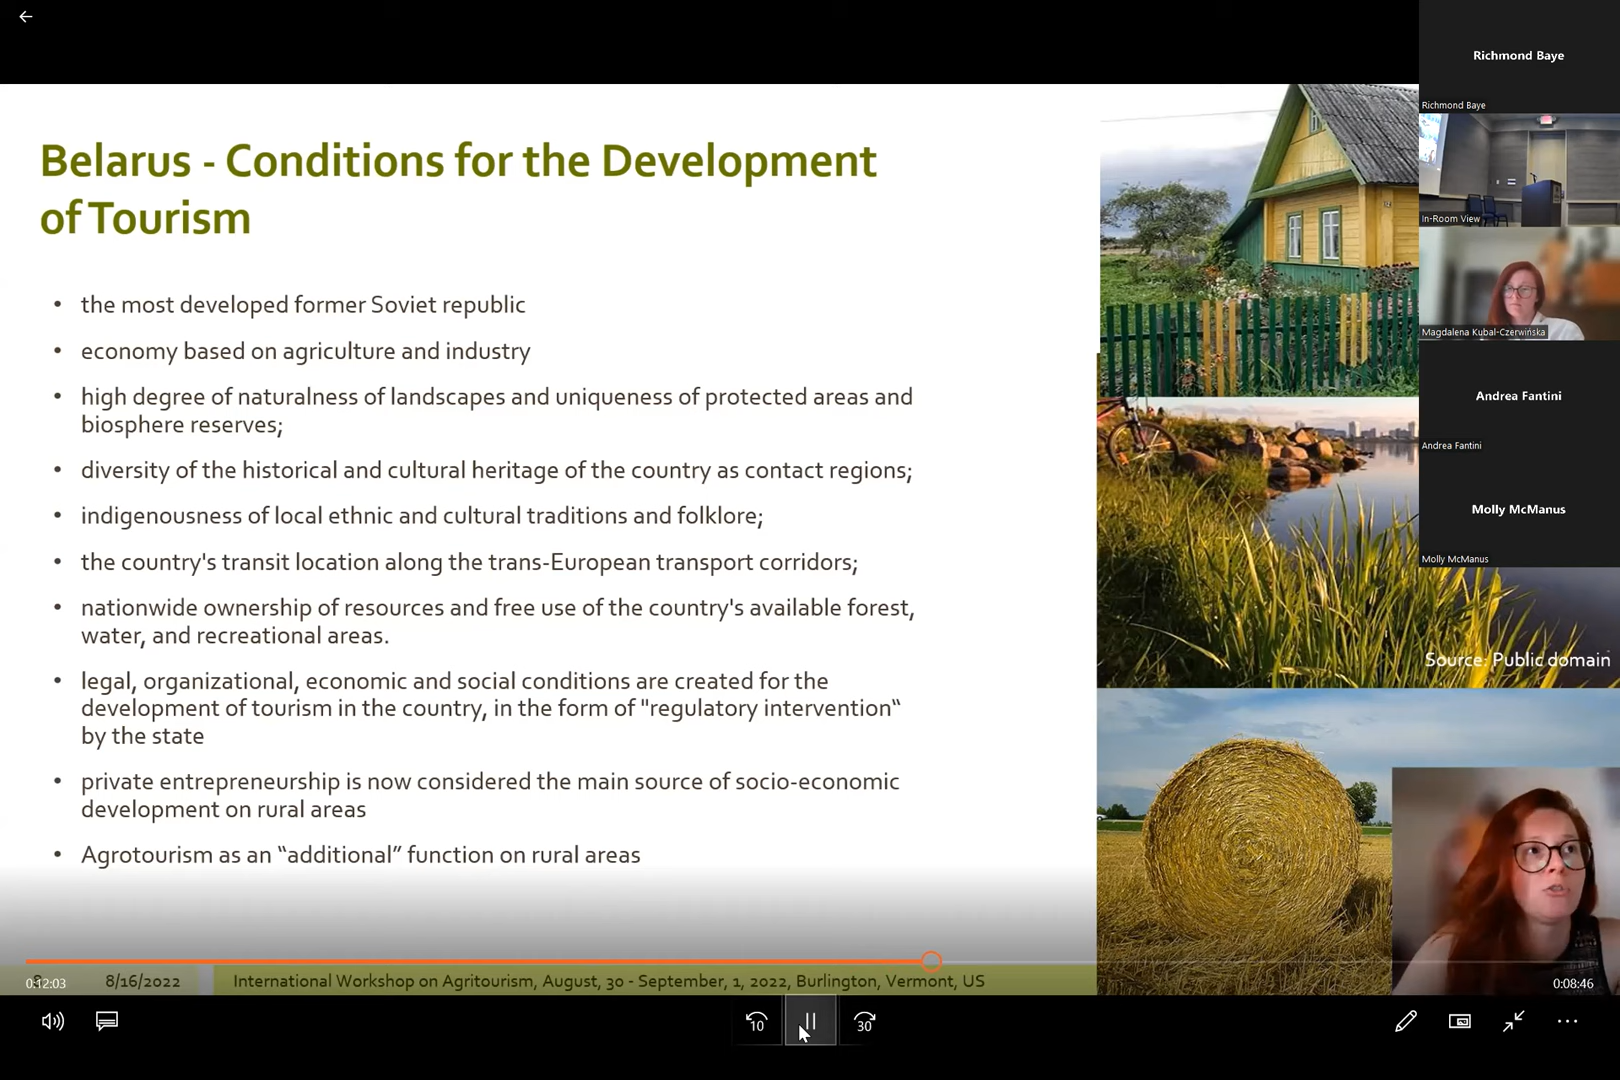 Belarus - Conditions for the Development
of Tourism
• the most developed former Soviet republic
• economy based on agriculture and industry
• high degree of naturalness of landscapes and uniqueness of protected areas and
biosphere reserves;
• diversity of the historical and cultural heritage of the country as contact regions;
• indigenousness of local ethnic and cultural traditions and folklore;
• the country's transit location along the trans-European transport corridors;
• nationwide ownership of resources and free use of the country's available forest,
water, and recreational areas.
• legal, organizational, economic and social conditions are created for the
development of tourism in the country, in the form of "regulatory intervention“
by the state
• private entrepreneurship is now considered the main source of socio-economic
development on rural areas
• Agrotourism as an “additional” function on rural areas
Source: Public domain
Richmond Baye
Richmond Baye
In-Room View
Magdalena Kubal-Czerwińska
Andrea Fantini
Andrea Fantini
Molly McManus
Molly McManus
0:12:03
8/16/2022
International Workshop on Agritourism, August, 30 - September, 1, 2022, Burlington, Vermont, US
0:08:46
10
30